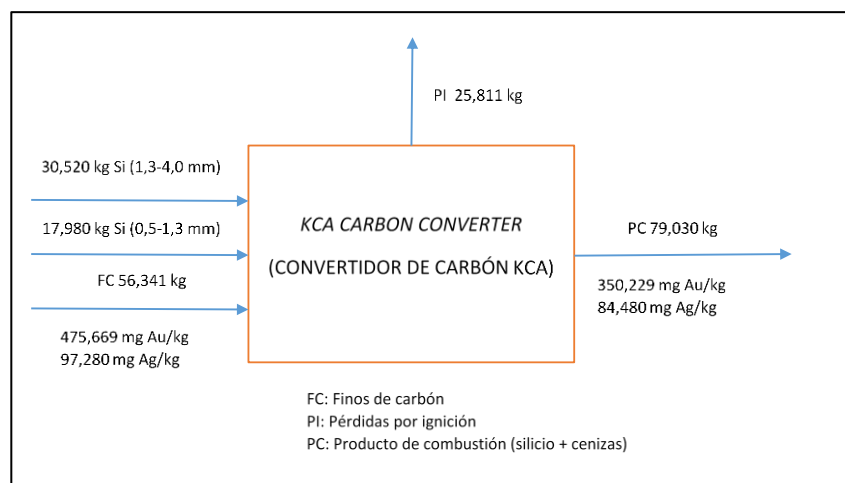 PI 25,811 kg
30,520 kg Si (1,3-4,0 mm)
17,980 kg Si (0,5-1,3 mm)
FC 56,341 kg
475,669 mg Au/kg
97,280 mg Ag/kg
KCA CARBON CONVERTER
(CONVERTIDOR DE CARBÓN KCA)
PC 79,030 kg
350,229 mg Au/kg
84,480 mg Ag/kg
FC: Finos de carbón
PI: Pérdidas por ignición
PC: Producto de combustión (silicio + cenizas)